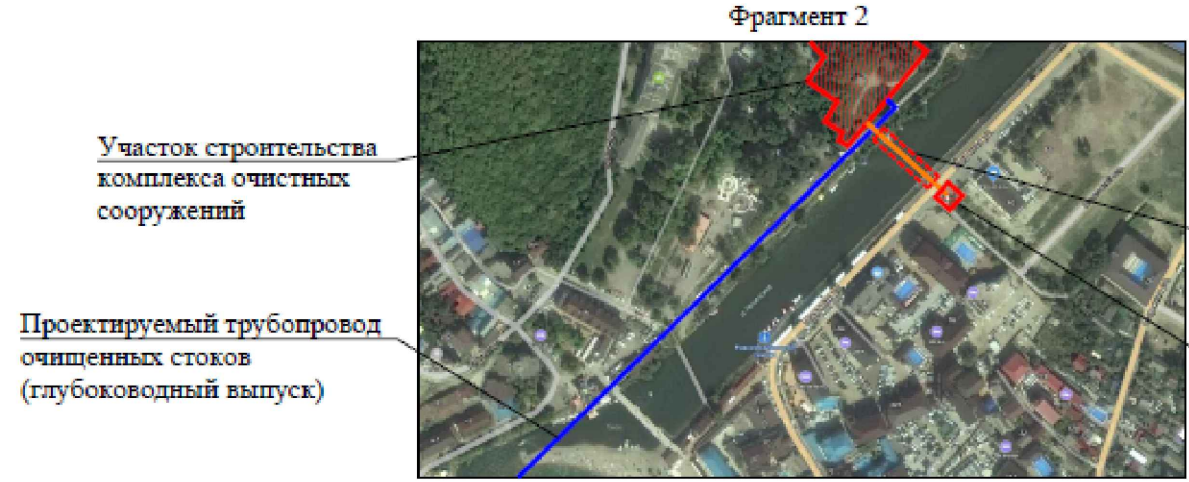 Фрагмент 2
Участок строительства
комплекса очистных
сооружений
Проектируемый трубопровод
очищенных стоков
(глубоководный выпуск)